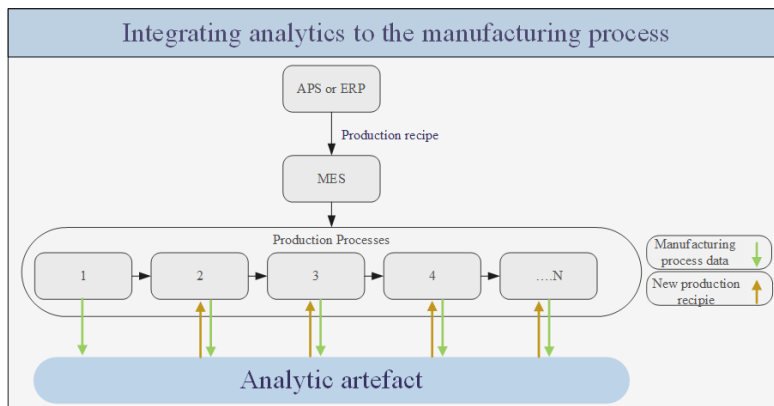 Integrating analytics to the manufacturing process
APS or ERP
Production recipe
MES
Production Processes
1
2
3
4
....N
Manufacturing
process data
New production
recipie
Analytic artefact